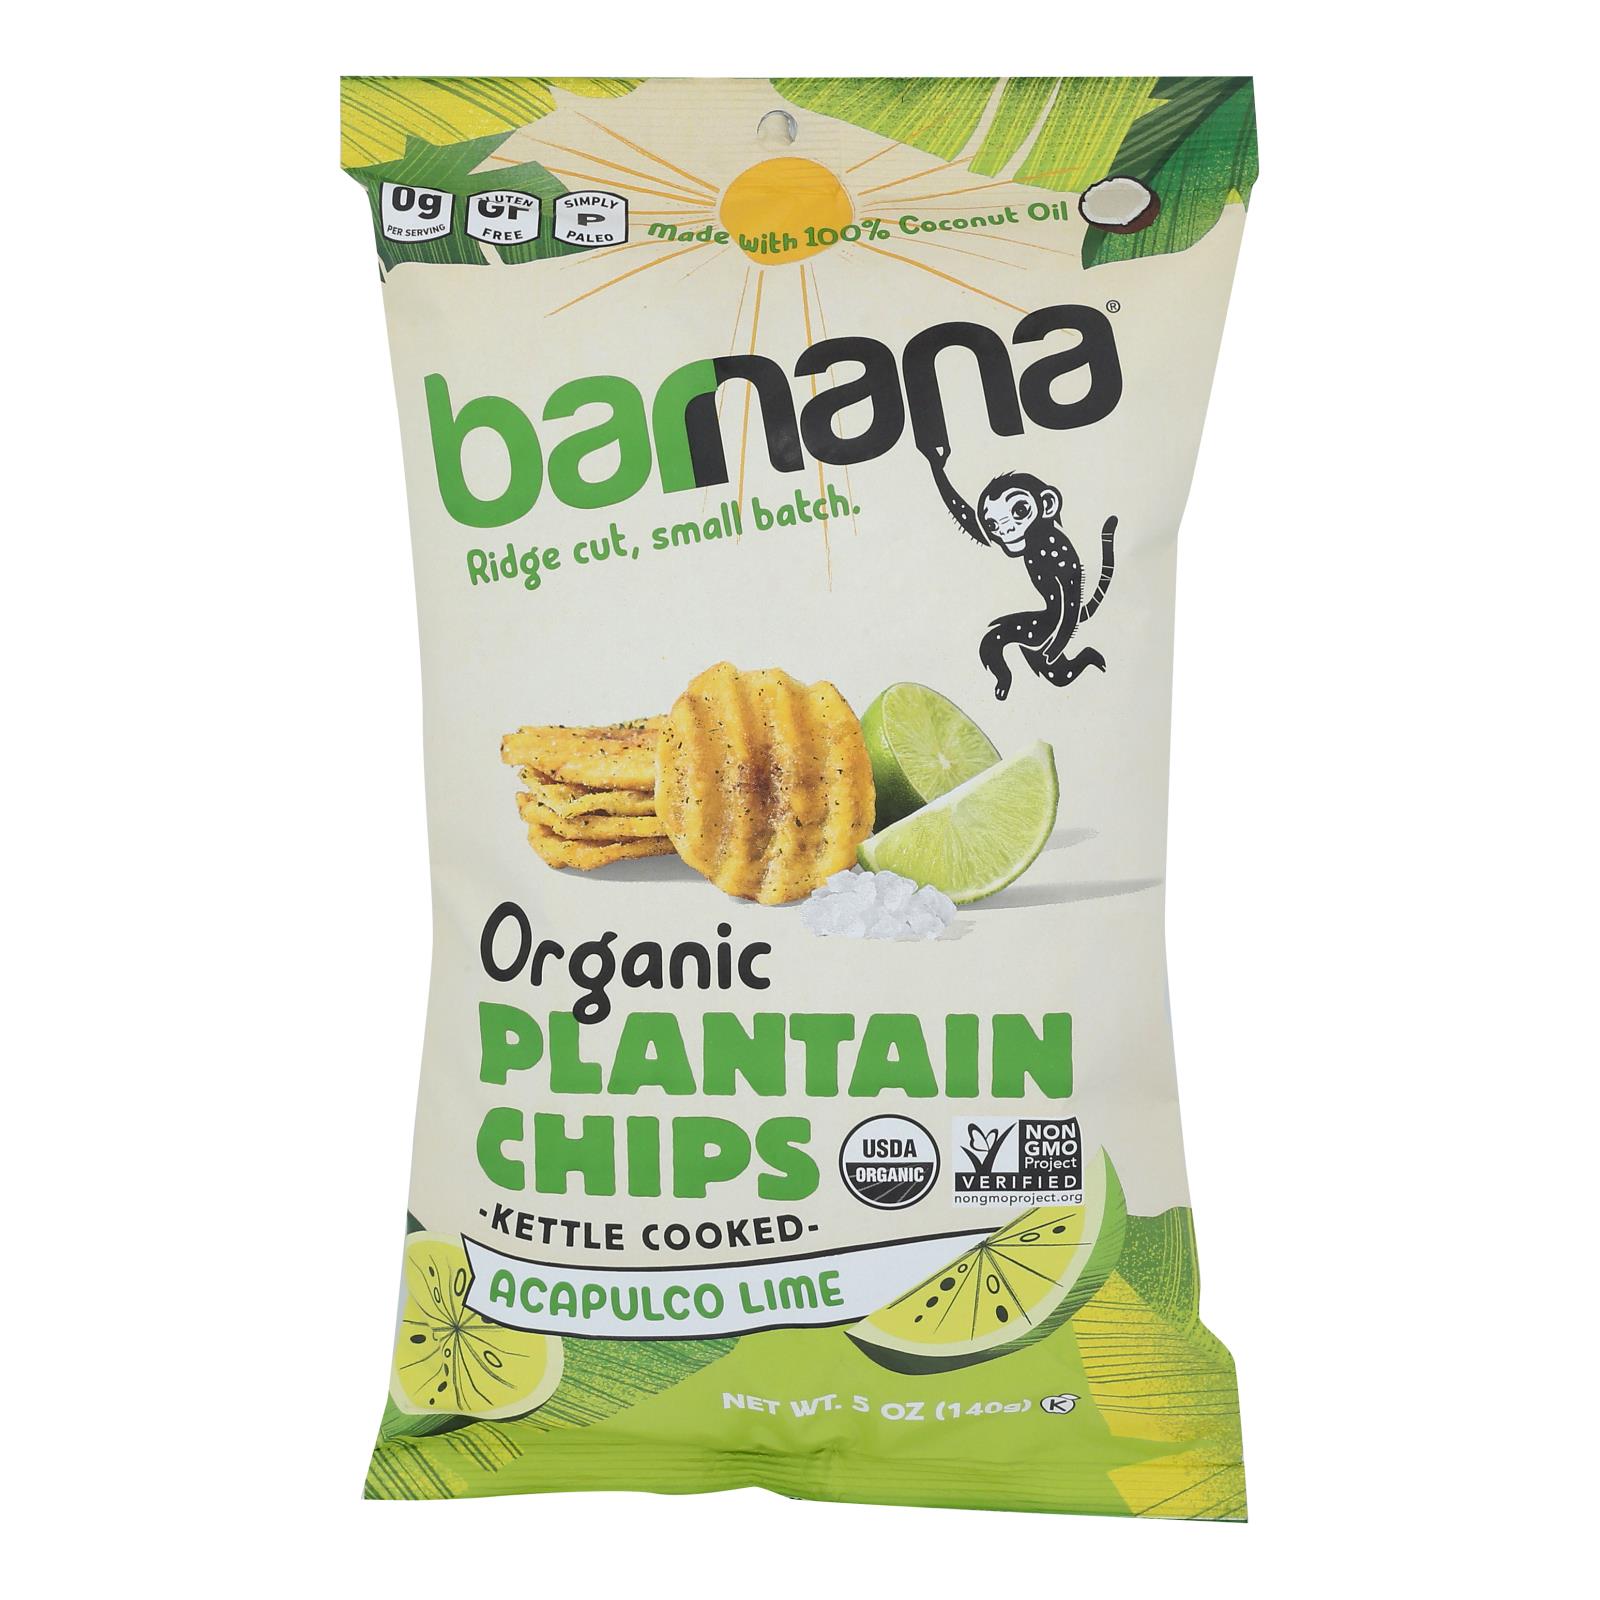 0g
PER SERVING
GLUTEN
GF
FREE
SIMPLY
P
PALEO
Made with 100% Coconut Oil
barnana®
Ridge cut, small batch.
Organic
PLANTAIN
CHIPS
USDA
ORGANIC
NON
GMO
Project
VERIFIED
nongmoproject.org
-KETTLE COOKED-
ACAPULCO LIME
NET WT. 5 OZ (140g) K